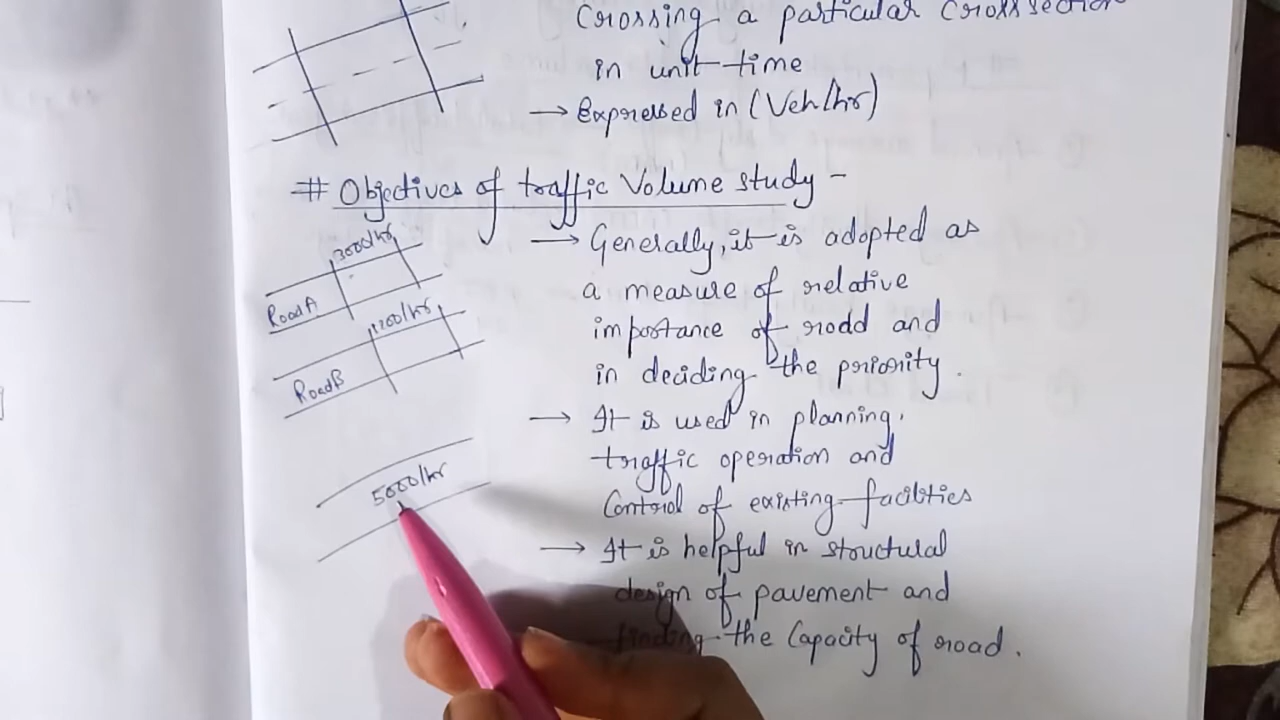 Crossing a particular Cross section
in unit time
→ Expressed in (Veh/hr)
# Objectives of traffic Volume study -
→ Generally, it is adopted as
a measure of relative
importance of road and
in deciding the priority.
→ It is used in planning,
traffic operation and
Control of existing facilities
→ It is helpful in structural
design of pavement and
finding the Capacity of road.
3000/hr
Road A
1200/hr
Road B
5000/hr